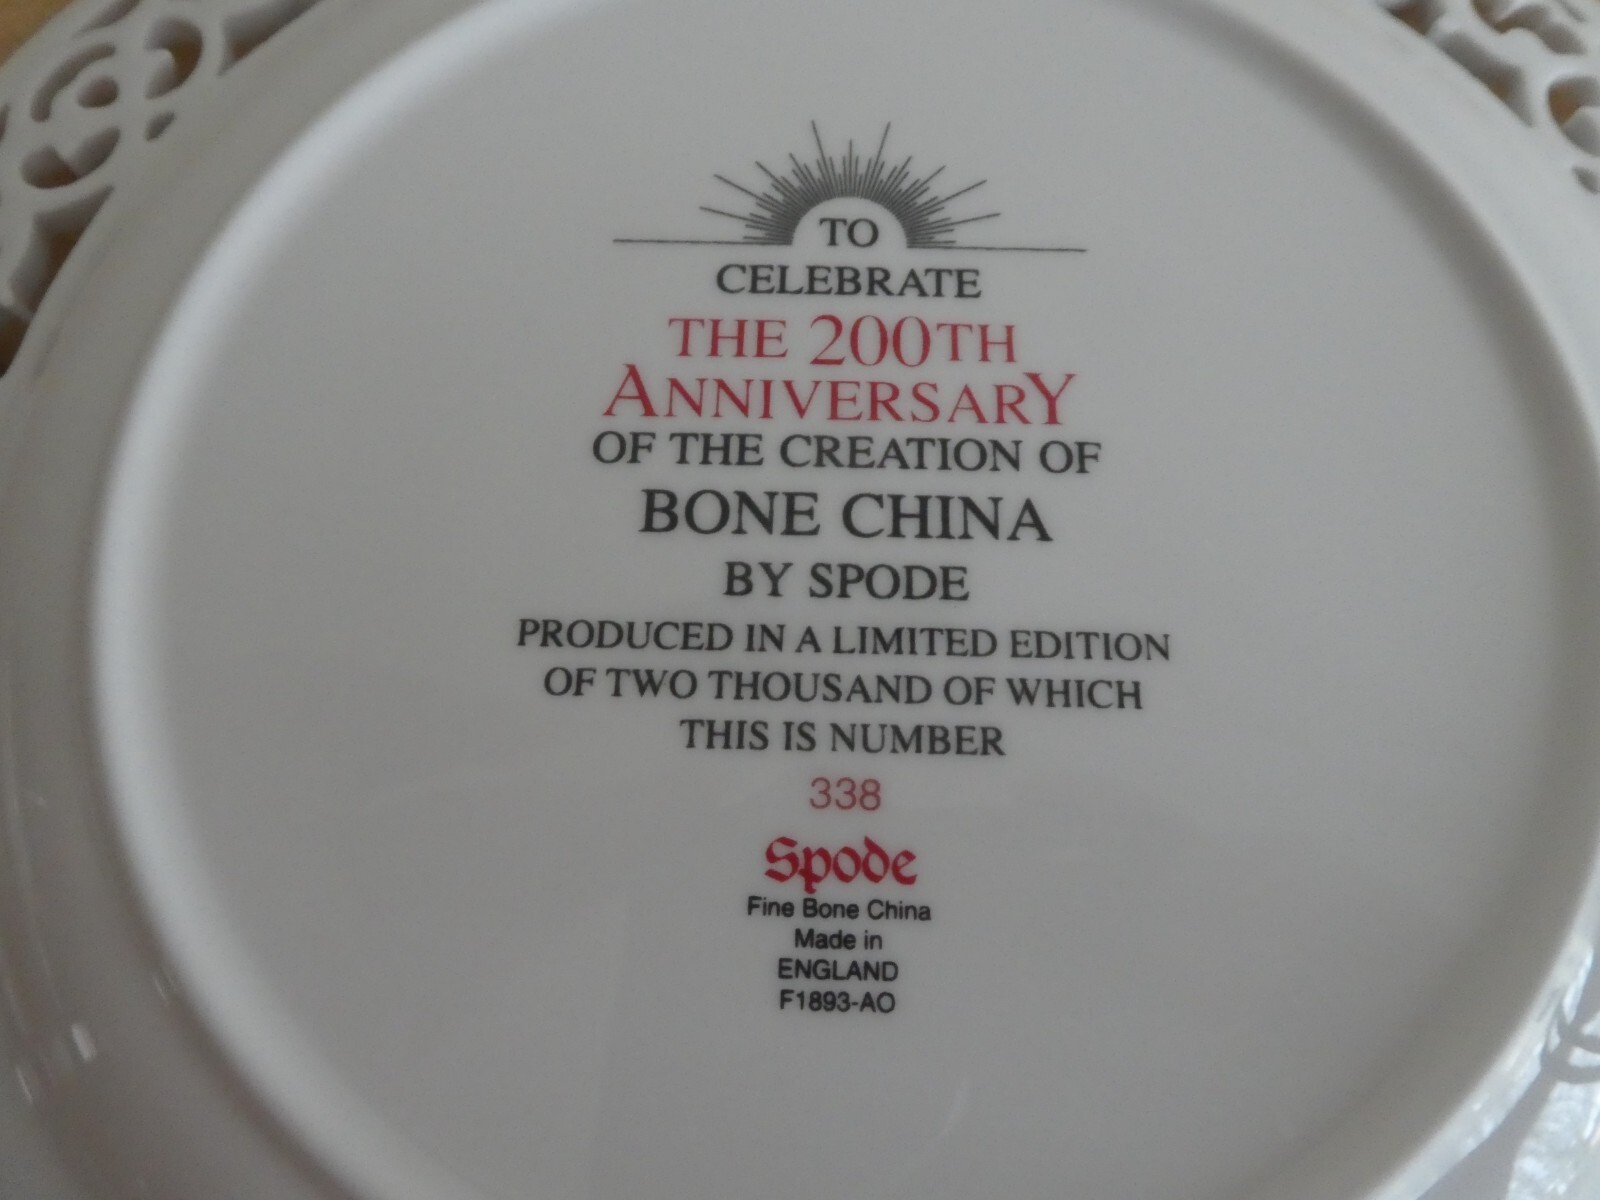 TO
CELEBRATE
THE 200TH
ANNIVERSARY
OF THE CREATION OF
BONE CHINA
BY SPODE
PRODUCED IN A LIMITED EDITION
OF TWO THOUSAND OF WHICH
THIS IS NUMBER
338
Spode
Fine Bone China
Made in
ENGLAND
F1893-AO